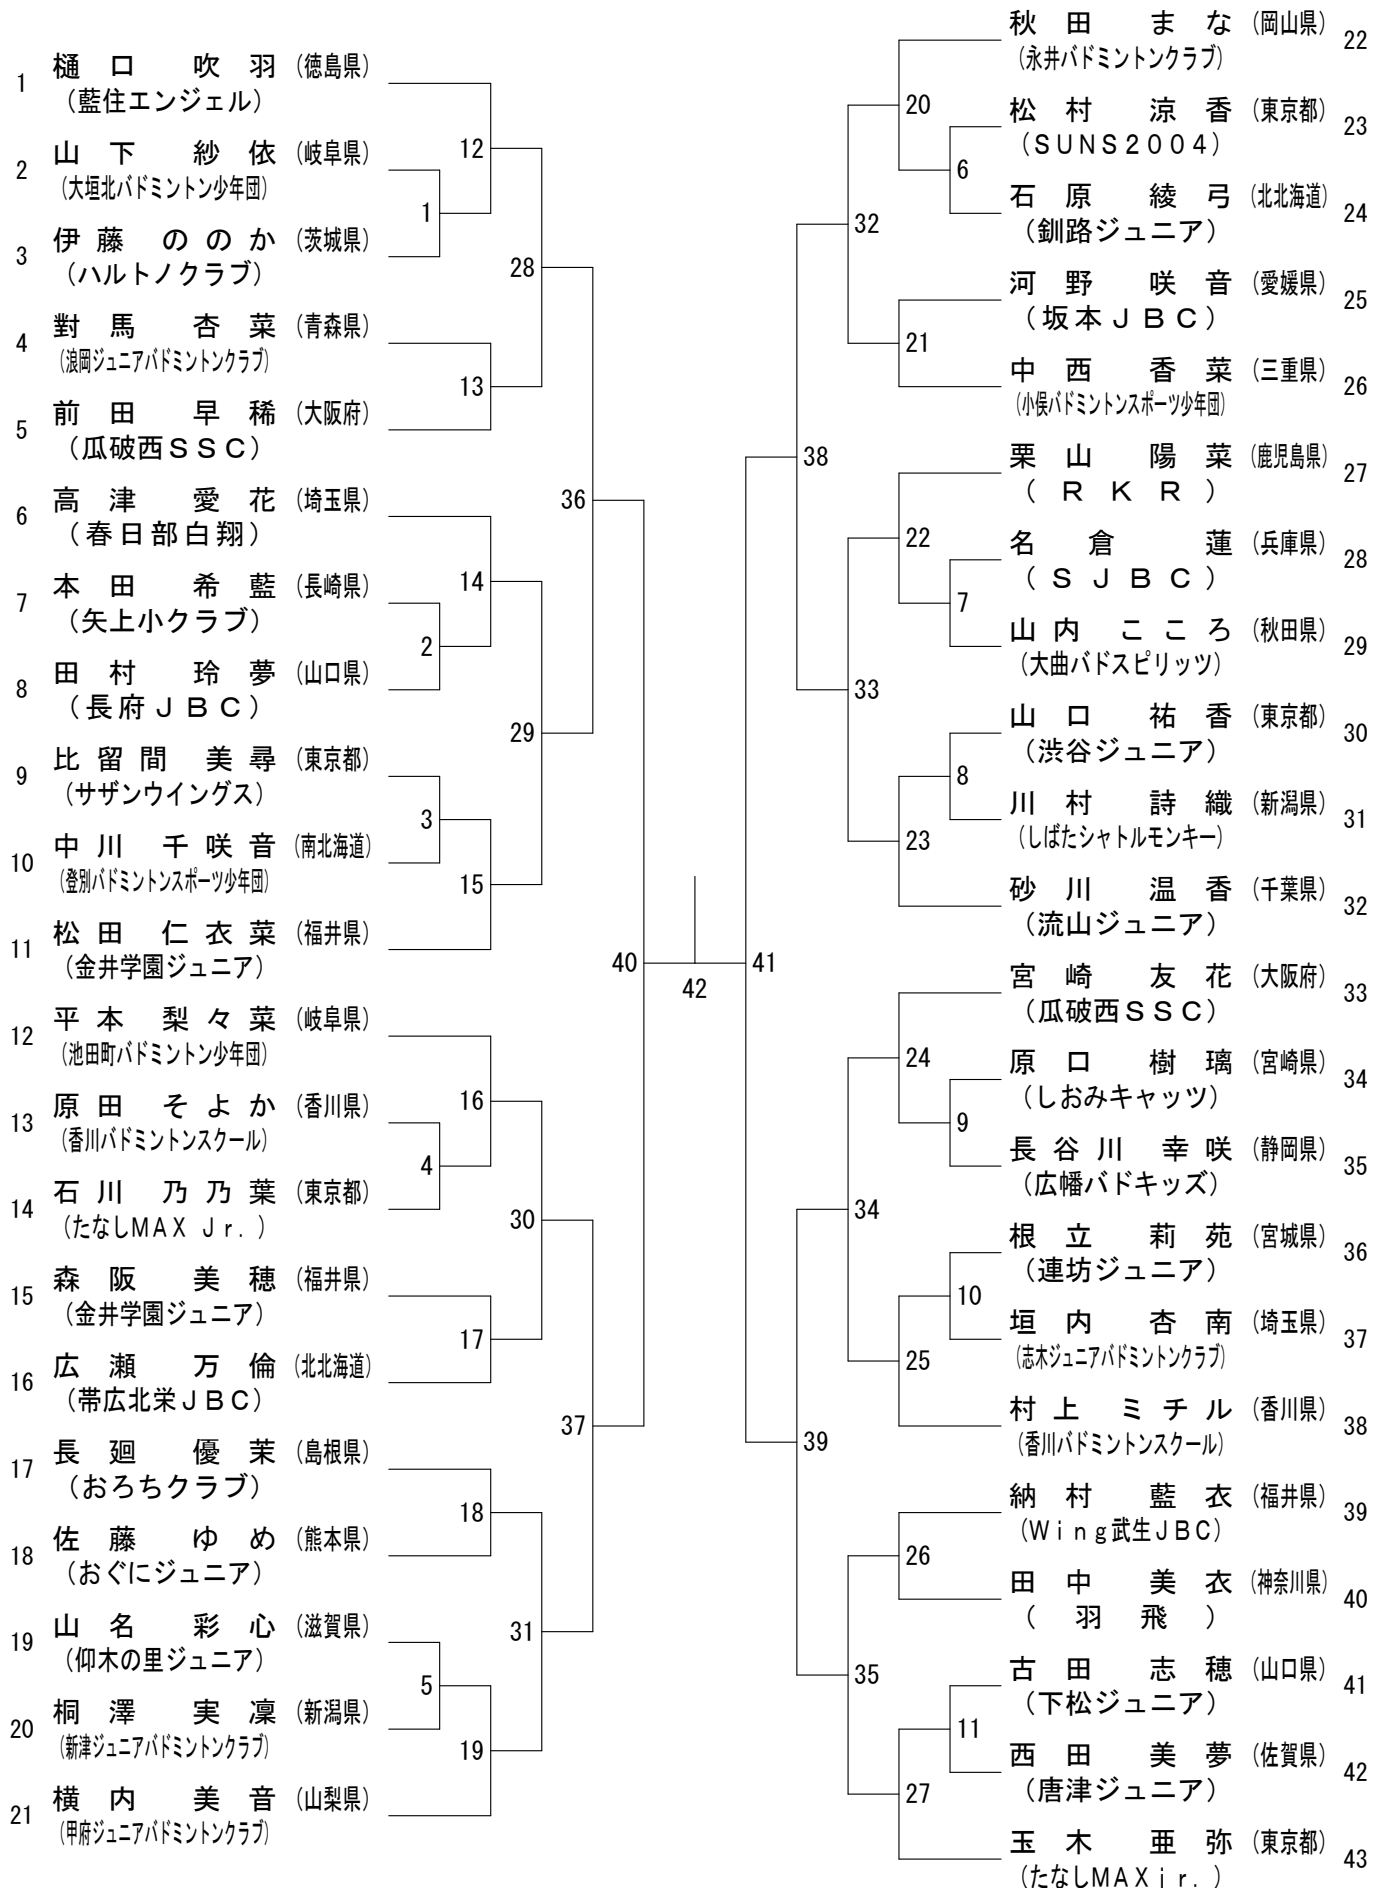 1 樋口 吹羽 (徳島県)
(藍住エンジェル)
2 山下 紗依 (岐阜県)
(大垣北バドミントン少年団)
3 伊藤 ののか (茨城県)
(ハルトノクラブ)
4 對馬 杏菜 (青森県)
(浪岡ジュニアバドミントンクラブ)
5 前田 早稀 (大阪府)
(瓜破西SSC)
6 高津 愛花 (埼玉県)
(春日部白翔)
7 本田 希藍 (長崎県)
(矢上小クラブ)
8 田村 玲夢 (山口県)
(長府JBC)
9 比留間 美尋 (東京都)
(サザンウイングス)
10 中川 千咲音 (南北海道)
(登別バドミントンスポーツ少年団)
11 松田 仁衣菜 (福井県)
(金井学園ジュニア)
12 平本 梨々菜 (岐阜県)
(池田町バドミントン少年団)
13 原田 そよか (香川県)
(香川バドミントンスクール)
14 石川 乃乃葉 (東京都)
(たなしMAX Jr.)
15 森阪 美穂 (福井県)
(金井学園ジュニア)
16 広瀬 万倫 (北北海道)
(帯広北栄JBC)
17 長廻 優茉 (島根県)
(おろちクラブ)
18 佐藤 ゆめ (熊本県)
(おぐにジュニア)
19 山名 彩心 (滋賀県)
(仰木の里ジュニア)
20 桐澤 実凜 (新潟県)
(新津ジュニアバドミントンクラブ)
21 横内 美音 (山梨県)
(甲府ジュニアバドミントンクラブ)
12
1
28
13
36
14
2
29
3
15
40
16
4
30
17
37
18
31
5
19
42
41
20
6
32
21
38
22
7
33
8
23
24
9
34
10
25
39
26
35
11
27
秋田 まな (岡山県) 22
(永井バドミントンクラブ)
松村 涼香 (東京都) 23
(SUNS2004)
石原 綾弓 (北北海道) 24
(釧路ジュニア)
河野 咲音 (愛媛県) 25
(坂本JBC)
中西 香菜 (三重県) 26
(小俣バドミントンスポーツ少年団)
栗山 陽菜 (鹿児島県) 27
(RKR)
名倉 蓮 (兵庫県) 28
(SJBC)
山内 こころ (秋田県) 29
(大曲バドスピリッツ)
山口 祐香 (東京都) 30
(渋谷ジュニア)
川村 詩織 (新潟県) 31
(しばたシャトルモンキー)
砂川 温香 (千葉県) 32
(流山ジュニア)
宮崎 友花 (大阪府) 33
(瓜破西SSC)
原口 樹璃 (宮崎県) 34
(しおみキャッツ)
長谷川 幸咲 (静岡県) 35
(広幡バドキッズ)
根立 莉苑 (宮城県) 36
(連坊ジュニア)
垣内 杏南 (埼玉県) 37
(志木ジュニアバドミントンクラブ)
村上 ミチル (香川県) 38
(香川バドミントンスクール)
納村 藍衣 (福井県) 39
(Wing武生JBC)
田中 美衣 (神奈川県) 40
(羽飛)
古田 志穂 (山口県) 41
(下松ジュニア)
西田 美夢 (佐賀県) 42
(唐津ジュニア)
玉木 亜弥 (東京都) 43
(たなしMAXjr.)